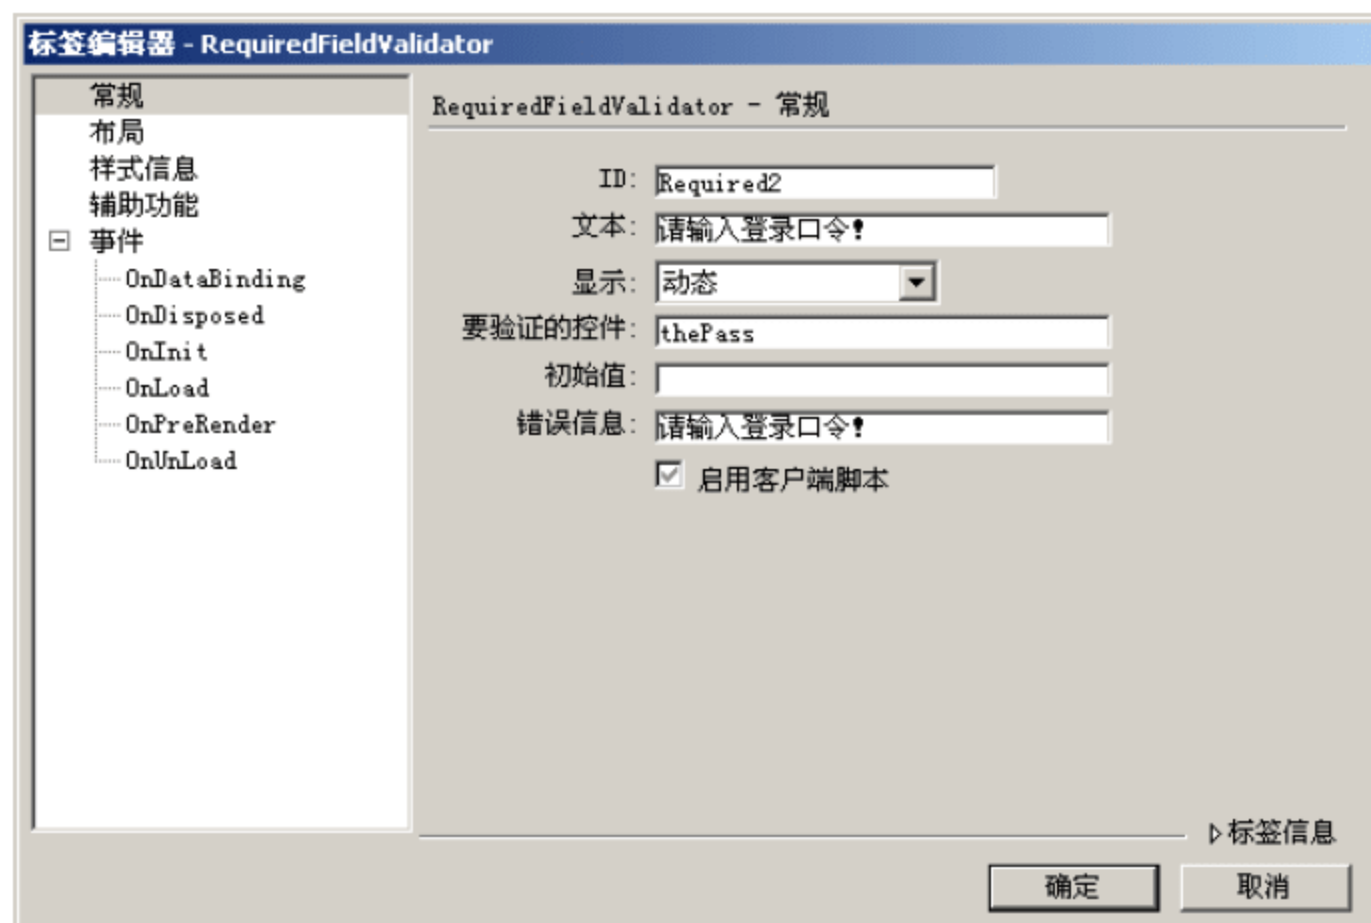 标签编辑器 - RequiredFieldValidator
常规
布局
样式信息
辅助功能
事件
OnDataBinding
OnDisposed
OnInit
OnLoad
OnPreRender
OnUnLoad
RequiredFieldValidator - 常规
ID: Required2
文本: 请输入登录口令!
显示: 动态
要验证的控件: thePass
初始值:
错误信息: 请输入登录口令!
启用客户端脚本
标签信息
确定 取消